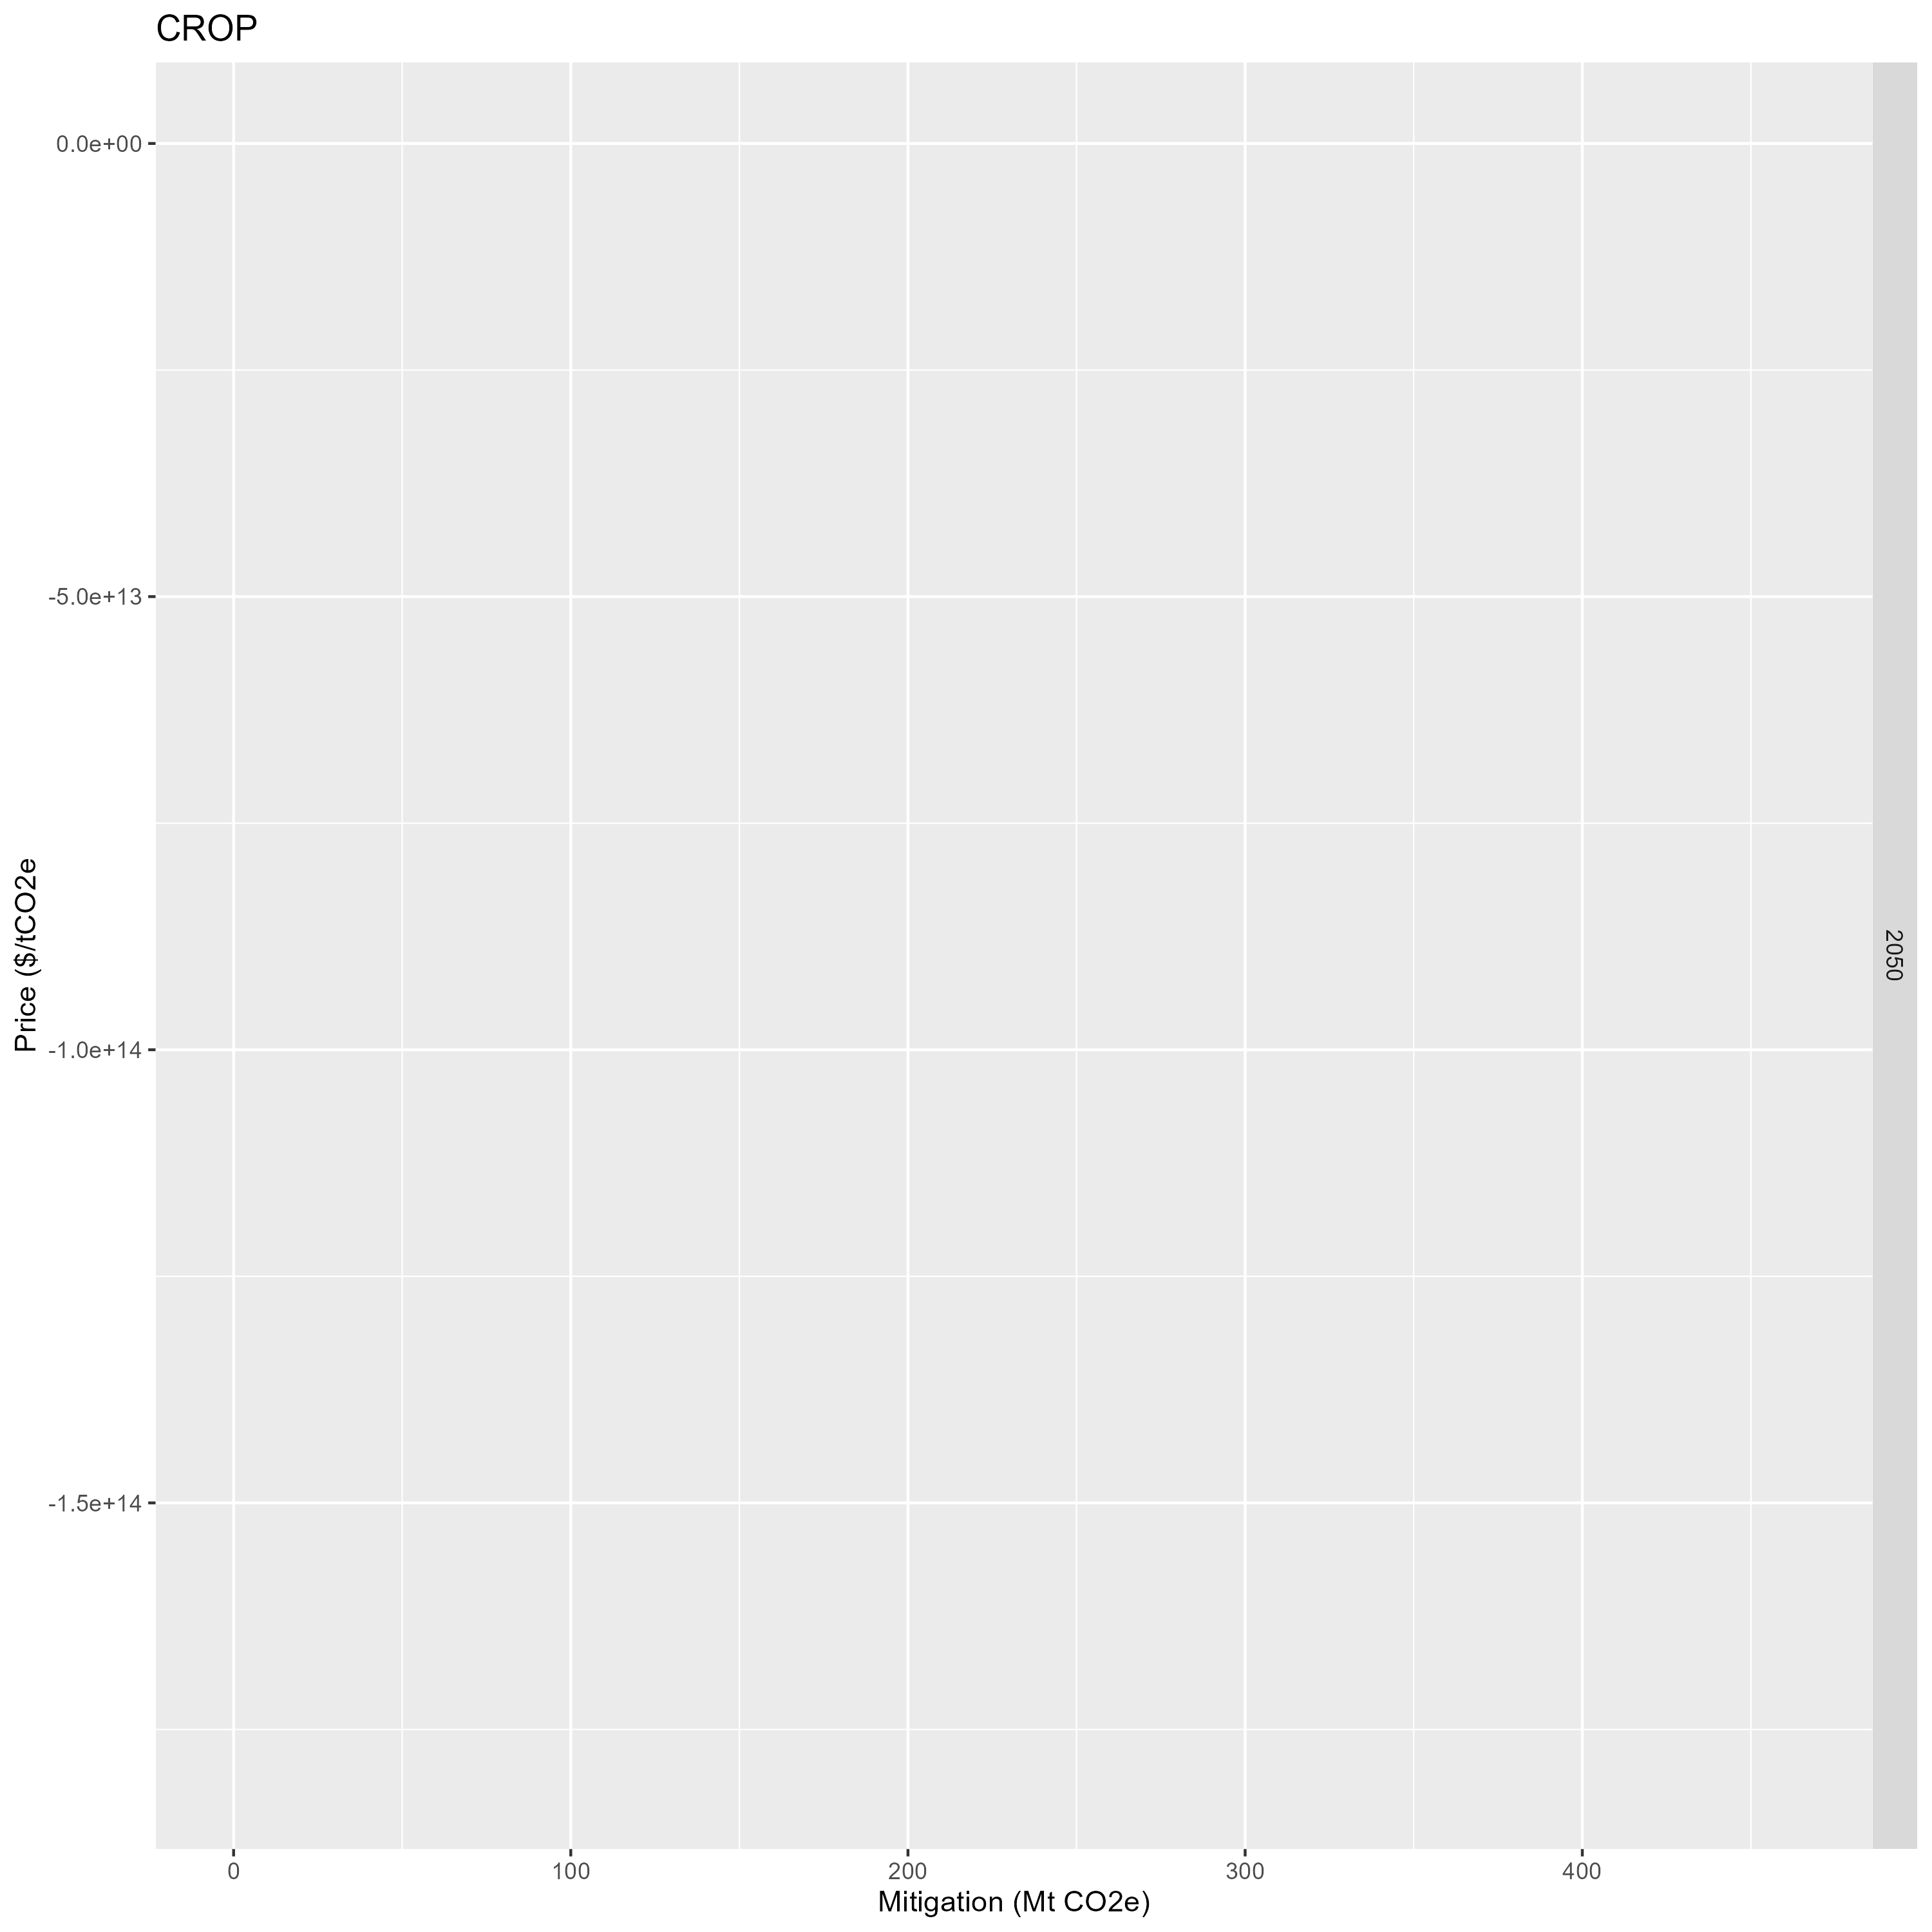 CROP
0.0e+00
-5.0e+13
-1.0e+14
-1.5e+14
Price ($/tCO2e
2050
0 100 200 300 400
Mitigation (Mt CO2e)